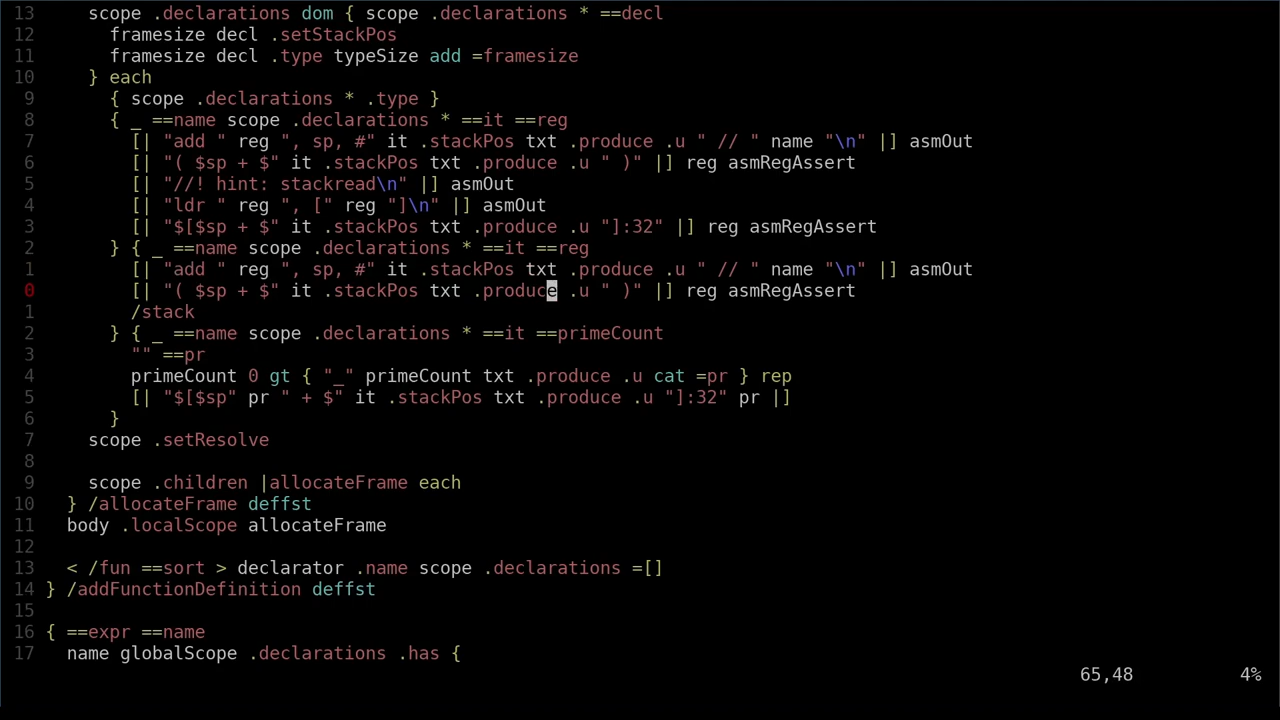 13     scope .declarations dom { scope .declarations * ==decl
12       framesize decl .setStackPos
11       framesize decl .type typeSize add =framesize
10     } each
 9       { scope .declarations * .type }
 8       { _ ==name scope .declarations * ==it ==reg
 7         [| "add " reg ", sp, #" it .stackPos txt .produce .u " // " name "\n" |] asmOut
 6         [| "( $sp + $" it .stackPos txt .produce .u " )" |] reg asmRegAssert
 5         [| "//! hint: stackread\n" |] asmOut
 4         [| "ldr " reg ", [" reg "]\n" |] asmOut
 3         [| "$[$sp + $" it .stackPos txt .produce .u "]:32" |] reg asmRegAssert
 2       } { _ ==name scope .declarations * ==it ==reg
 1         [| "add " reg ", sp, #" it .stackPos txt .produce .u " // " name "\n" |] asmOut
 0         [| "( $sp + $" it .stackPos txt .produce .u " )" |] reg asmRegAssert
 1         /stack
 2       } { _ ==name scope .declarations * ==it ==primeCount
 3         "" ==pr
 4         primeCount 0 gt { "_" primeCount txt .produce .u cat =pr } rep
 5         [| "$[$sp" pr " + $" it .stackPos txt .produce .u "]:32" pr |]
 6       }
 7     scope .setResolve
 8
 9     scope .children |allocateFrame each
10   } /allocateFrame deffst
11   body .localScope allocateFrame
12
13   < /fun ==sort > declarator .name scope .declarations =[]
14 } /addFunctionDefinition deffst
15
16 { ==expr ==name
17   name globalScope .declarations .has {
65,48 4%